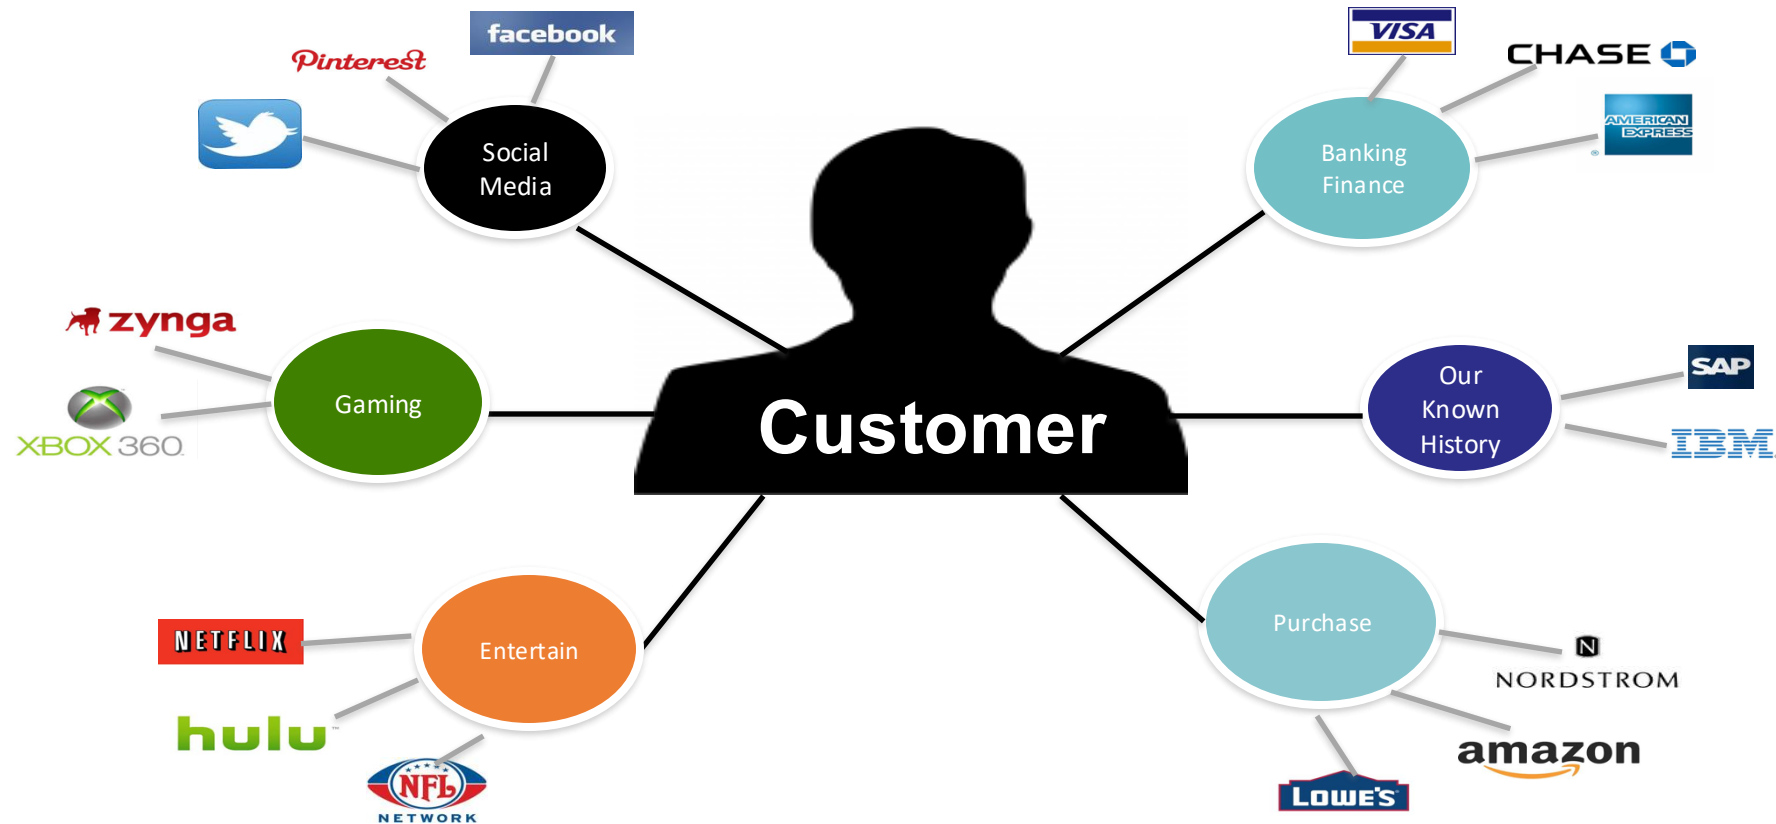 facebook
Pinterest
Social
Media
VISA
CHASE
AMERICAN
EXPRESS
®
Banking
Finance
zynga
XBOX 360
Gaming
Customer
Our
Known
History
SAP
IBM
NETFLIX
hulu
™
Entertain
NFL
NETWORK
Purchase
N
NORDSTROM
amazon
LOWE'S